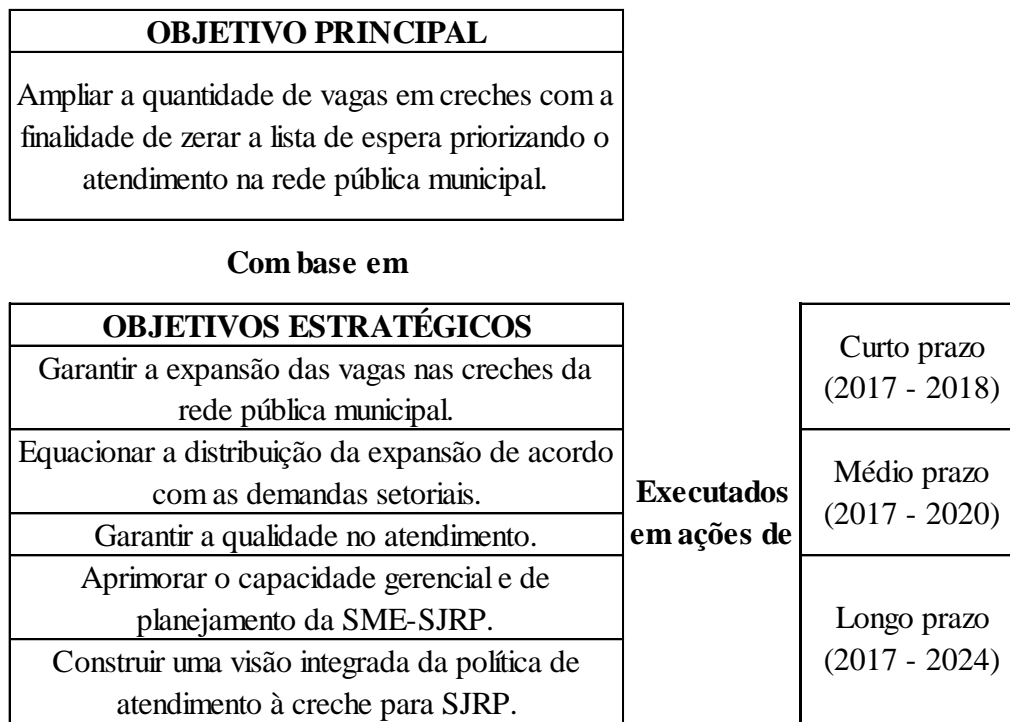 OBJETIVO PRINCIPAL
Ampliar a quantidade de vagas em creches com a
finalidade de zerar a lista de espera priorizando o
atendimento na rede pública municipal.
Com base em
OBJETIVOS ESTRATÉGICOS
Garantir a expansão das vagas nas creches da
rede pública municipal.
Equacionar a distribuição da expansão de acordo
com as demandas setoriais.
Garantir a qualidade no atendimento.
Aprimorar o capacidade gerencial e de
planejamento da SME-SJRP.
Construir uma visão integrada da política de
atendimento à creche para SJRP.
Executados
em ações de
Curto prazo
(2017 - 2018)
Médio prazo
(2017 - 2020)
Longo prazo
(2017 - 2024)